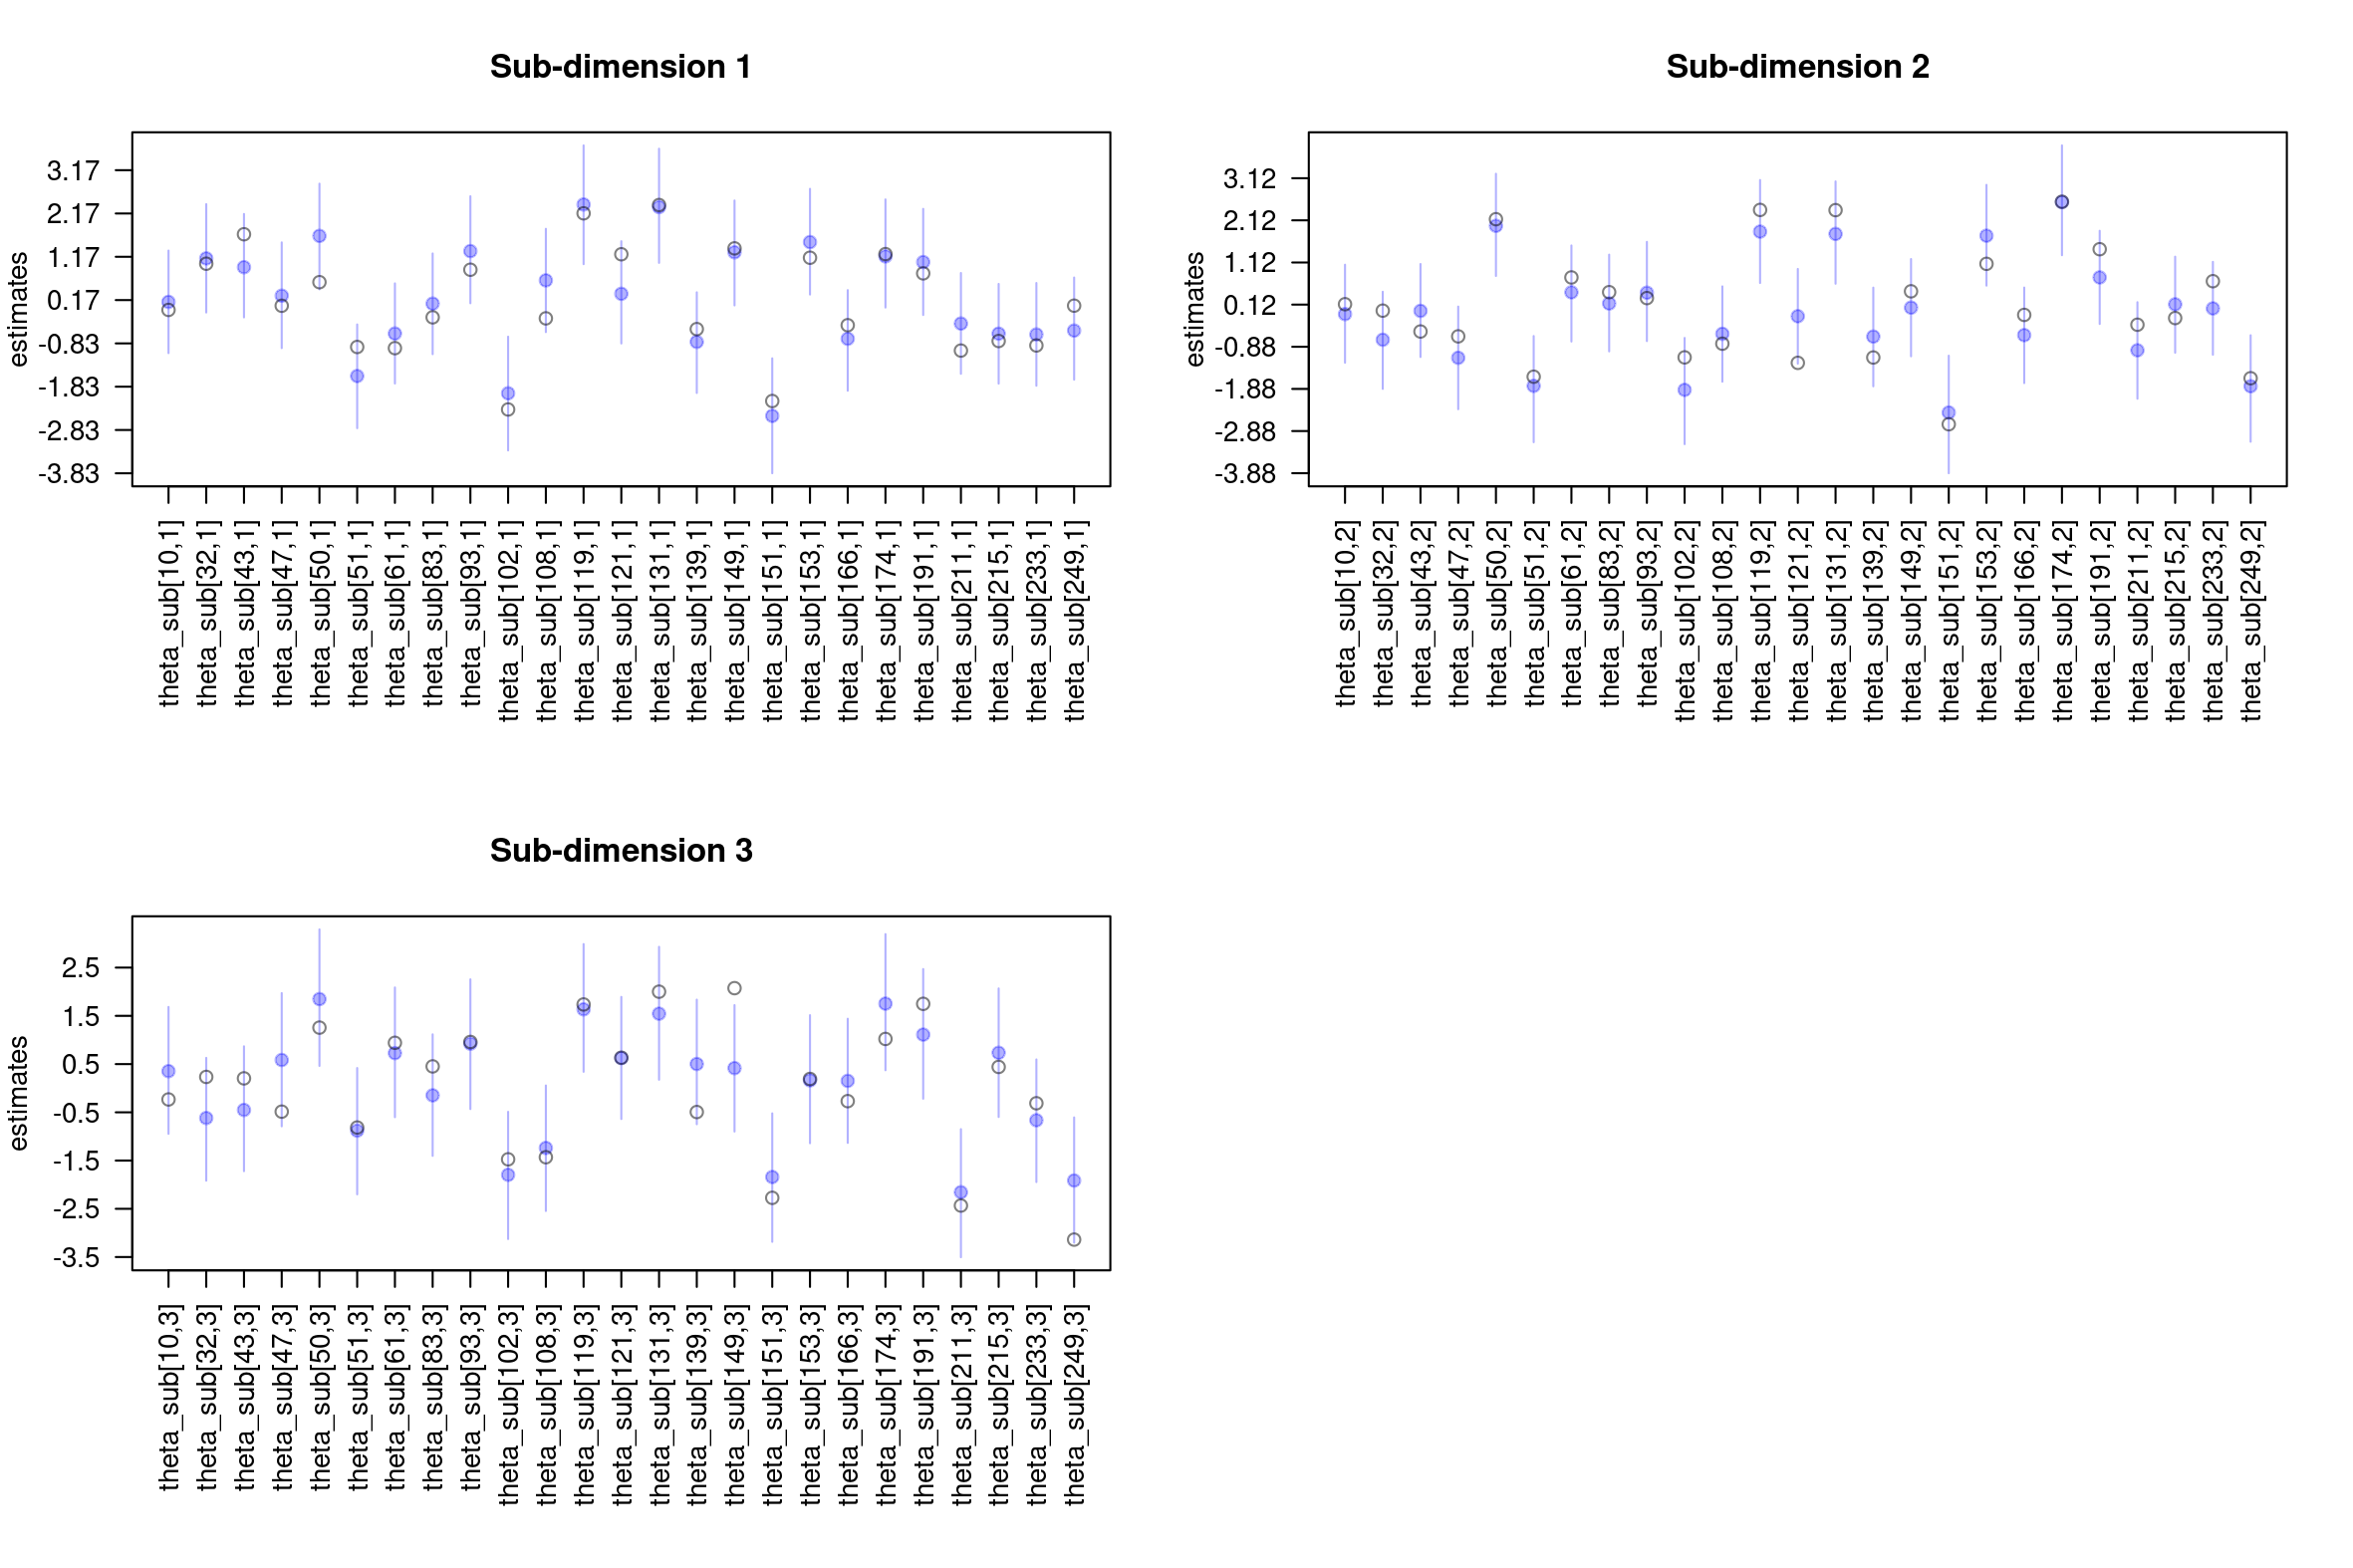 Sub-dimension 1
estimates
3.17
2.17
1.17
0.17
-0.83
-1.83
-2.83
-3.83
theta_sub[10,1]
theta_sub[32,1]
theta_sub[43,1]
theta_sub[47,1]
theta_sub[50,1]
theta_sub[51,1]
theta_sub[61,1]
theta_sub[83,1]
theta_sub[93,1]
theta_sub[102,1]
theta_sub[108,1]
theta_sub[119,1]
theta_sub[121,1]
theta_sub[131,1]
theta_sub[139,1]
theta_sub[149,1]
theta_sub[151,1]
theta_sub[153,1]
theta_sub[166,1]
theta_sub[174,1]
theta_sub[191,1]
theta_sub[211,1]
theta_sub[215,1]
theta_sub[233,1]
theta_sub[249,1]
Sub-dimension 2
estimates
3.12
2.12
1.12
0.12
-0.88
-1.88
-2.88
-3.88
theta_sub[10,2]
theta_sub[32,2]
theta_sub[43,2]
theta_sub[47,2]
theta_sub[50,2]
theta_sub[51,2]
theta_sub[61,2]
theta_sub[83,2]
theta_sub[93,2]
theta_sub[102,2]
theta_sub[108,2]
theta_sub[119,2]
theta_sub[121,2]
theta_sub[131,2]
theta_sub[139,2]
theta_sub[149,2]
theta_sub[151,2]
theta_sub[153,2]
theta_sub[166,2]
theta_sub[174,2]
theta_sub[191,2]
theta_sub[211,2]
theta_sub[215,2]
theta_sub[233,2]
theta_sub[249,2]
Sub-dimension 3
estimates
2.5
1.5
0.5
-0.5
-1.5
-2.5
-3.5
theta_sub[10,3]
theta_sub[32,3]
theta_sub[43,3]
theta_sub[47,3]
theta_sub[50,3]
theta_sub[51,3]
theta_sub[61,3]
theta_sub[83,3]
theta_sub[93,3]
theta_sub[102,3]
theta_sub[108,3]
theta_sub[119,3]
theta_sub[121,3]
theta_sub[131,3]
theta_sub[139,3]
theta_sub[149,3]
theta_sub[151,3]
theta_sub[153,3]
theta_sub[166,3]
theta_sub[174,3]
theta_sub[191,3]
theta_sub[211,3]
theta_sub[215,3]
theta_sub[233,3]
theta_sub[249,3]